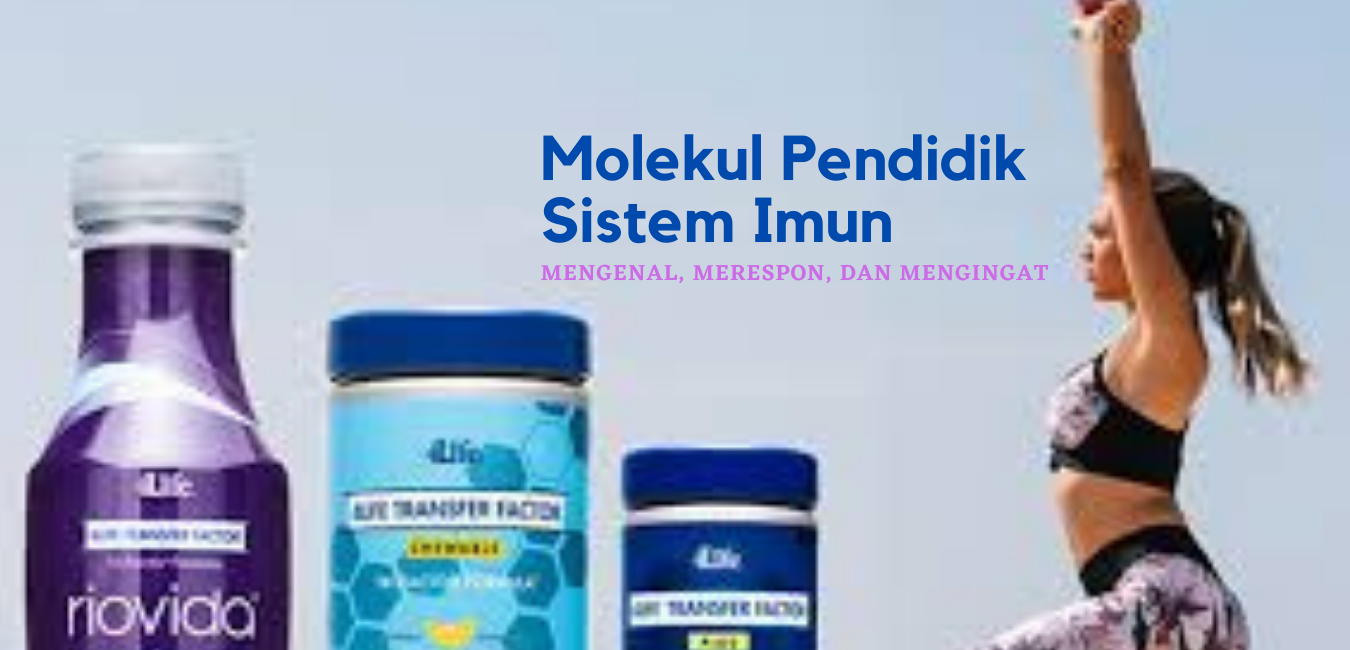 Molekul Pendidik
Sistem Imun
MENGENAL, MERESPON, DAN MENGINGAT
4Life
4LIFE TRANSFER FACTOR
riovida
4Life
4LIFE TRANSFER FACTOR
CHEWABLE
4Life
4LIFE TRANSFER FACTOR